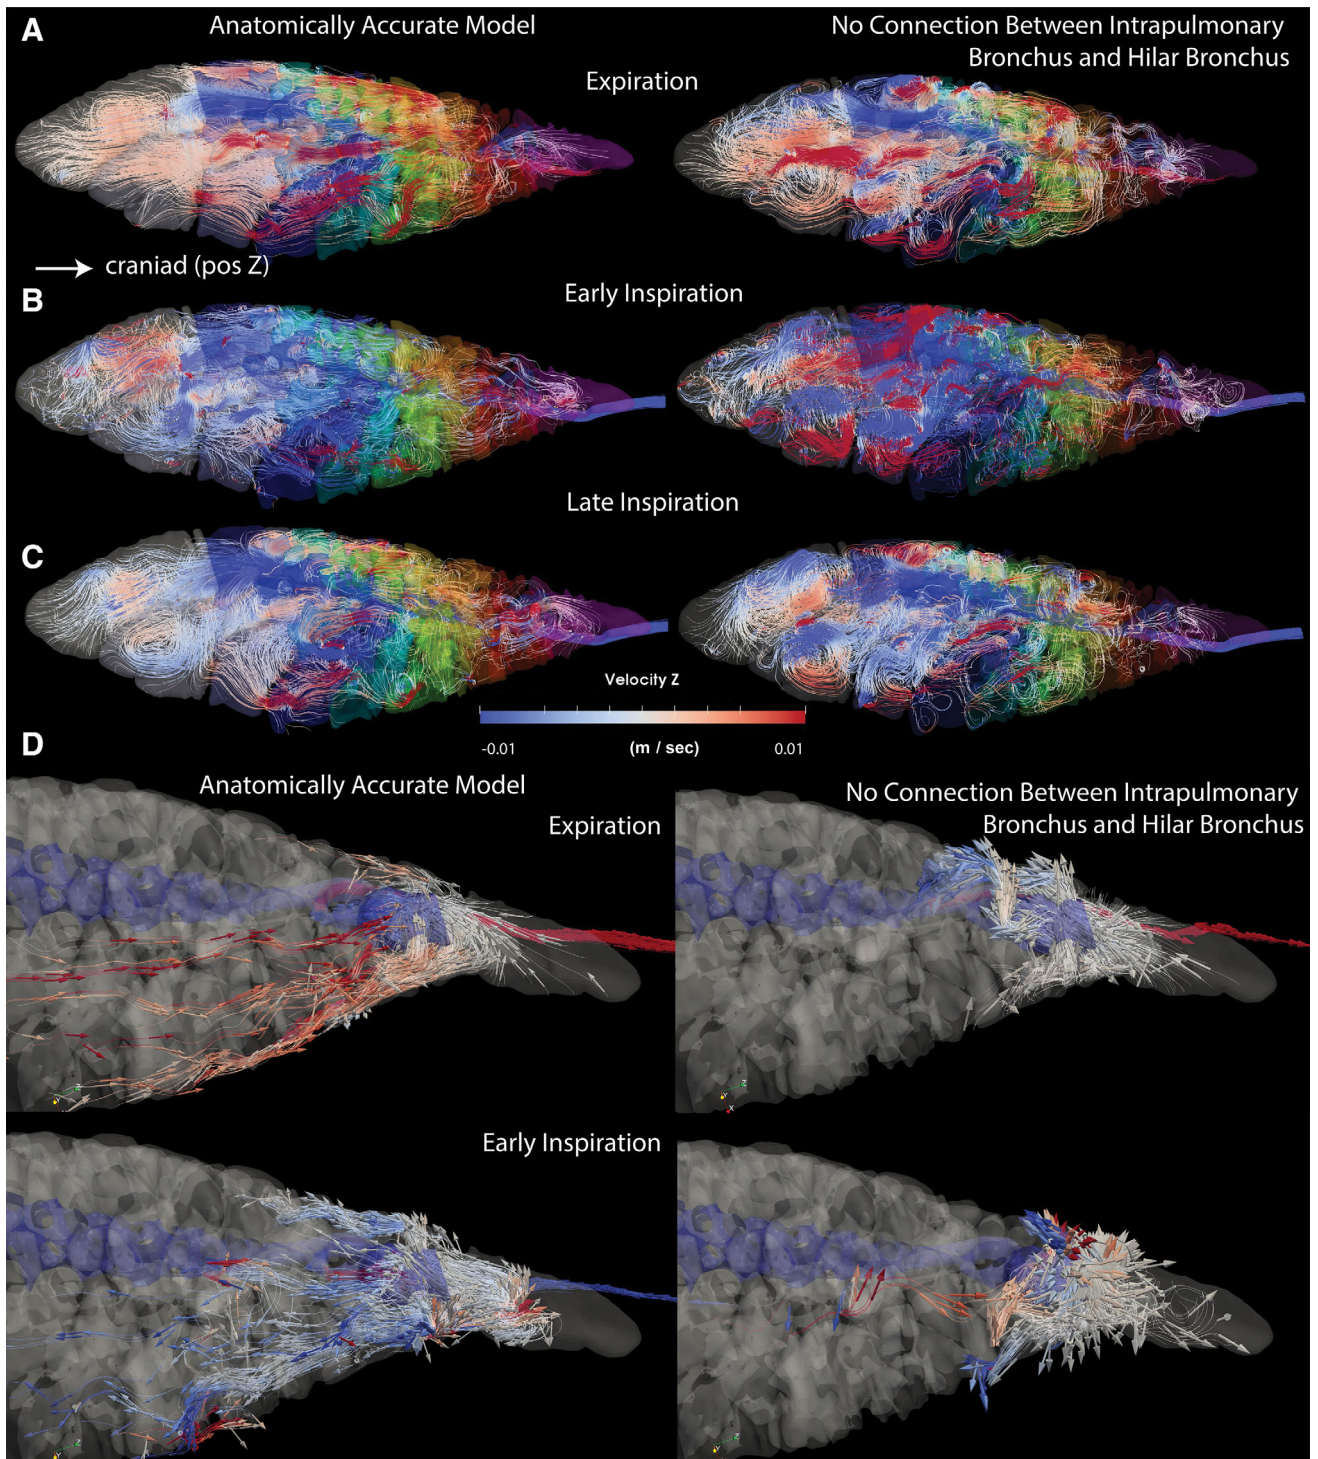 A
Anatomically Accurate Model
No Connection Between Intrapulmonary
Bronchus and Hilar Bronchus
Expiration
craniad (pos Z)
B
Early Inspiration
Late Inspiration
C
Velocity Z
-0.01
(m / sec)
0.01
D
Anatomically Accurate Model
No Connection Between Intrapulmonary
Bronchus and Hilar Bronchus
Expiration
Z
Y
Z
Y
X
Early Inspiration
Z
Y
Z
Y